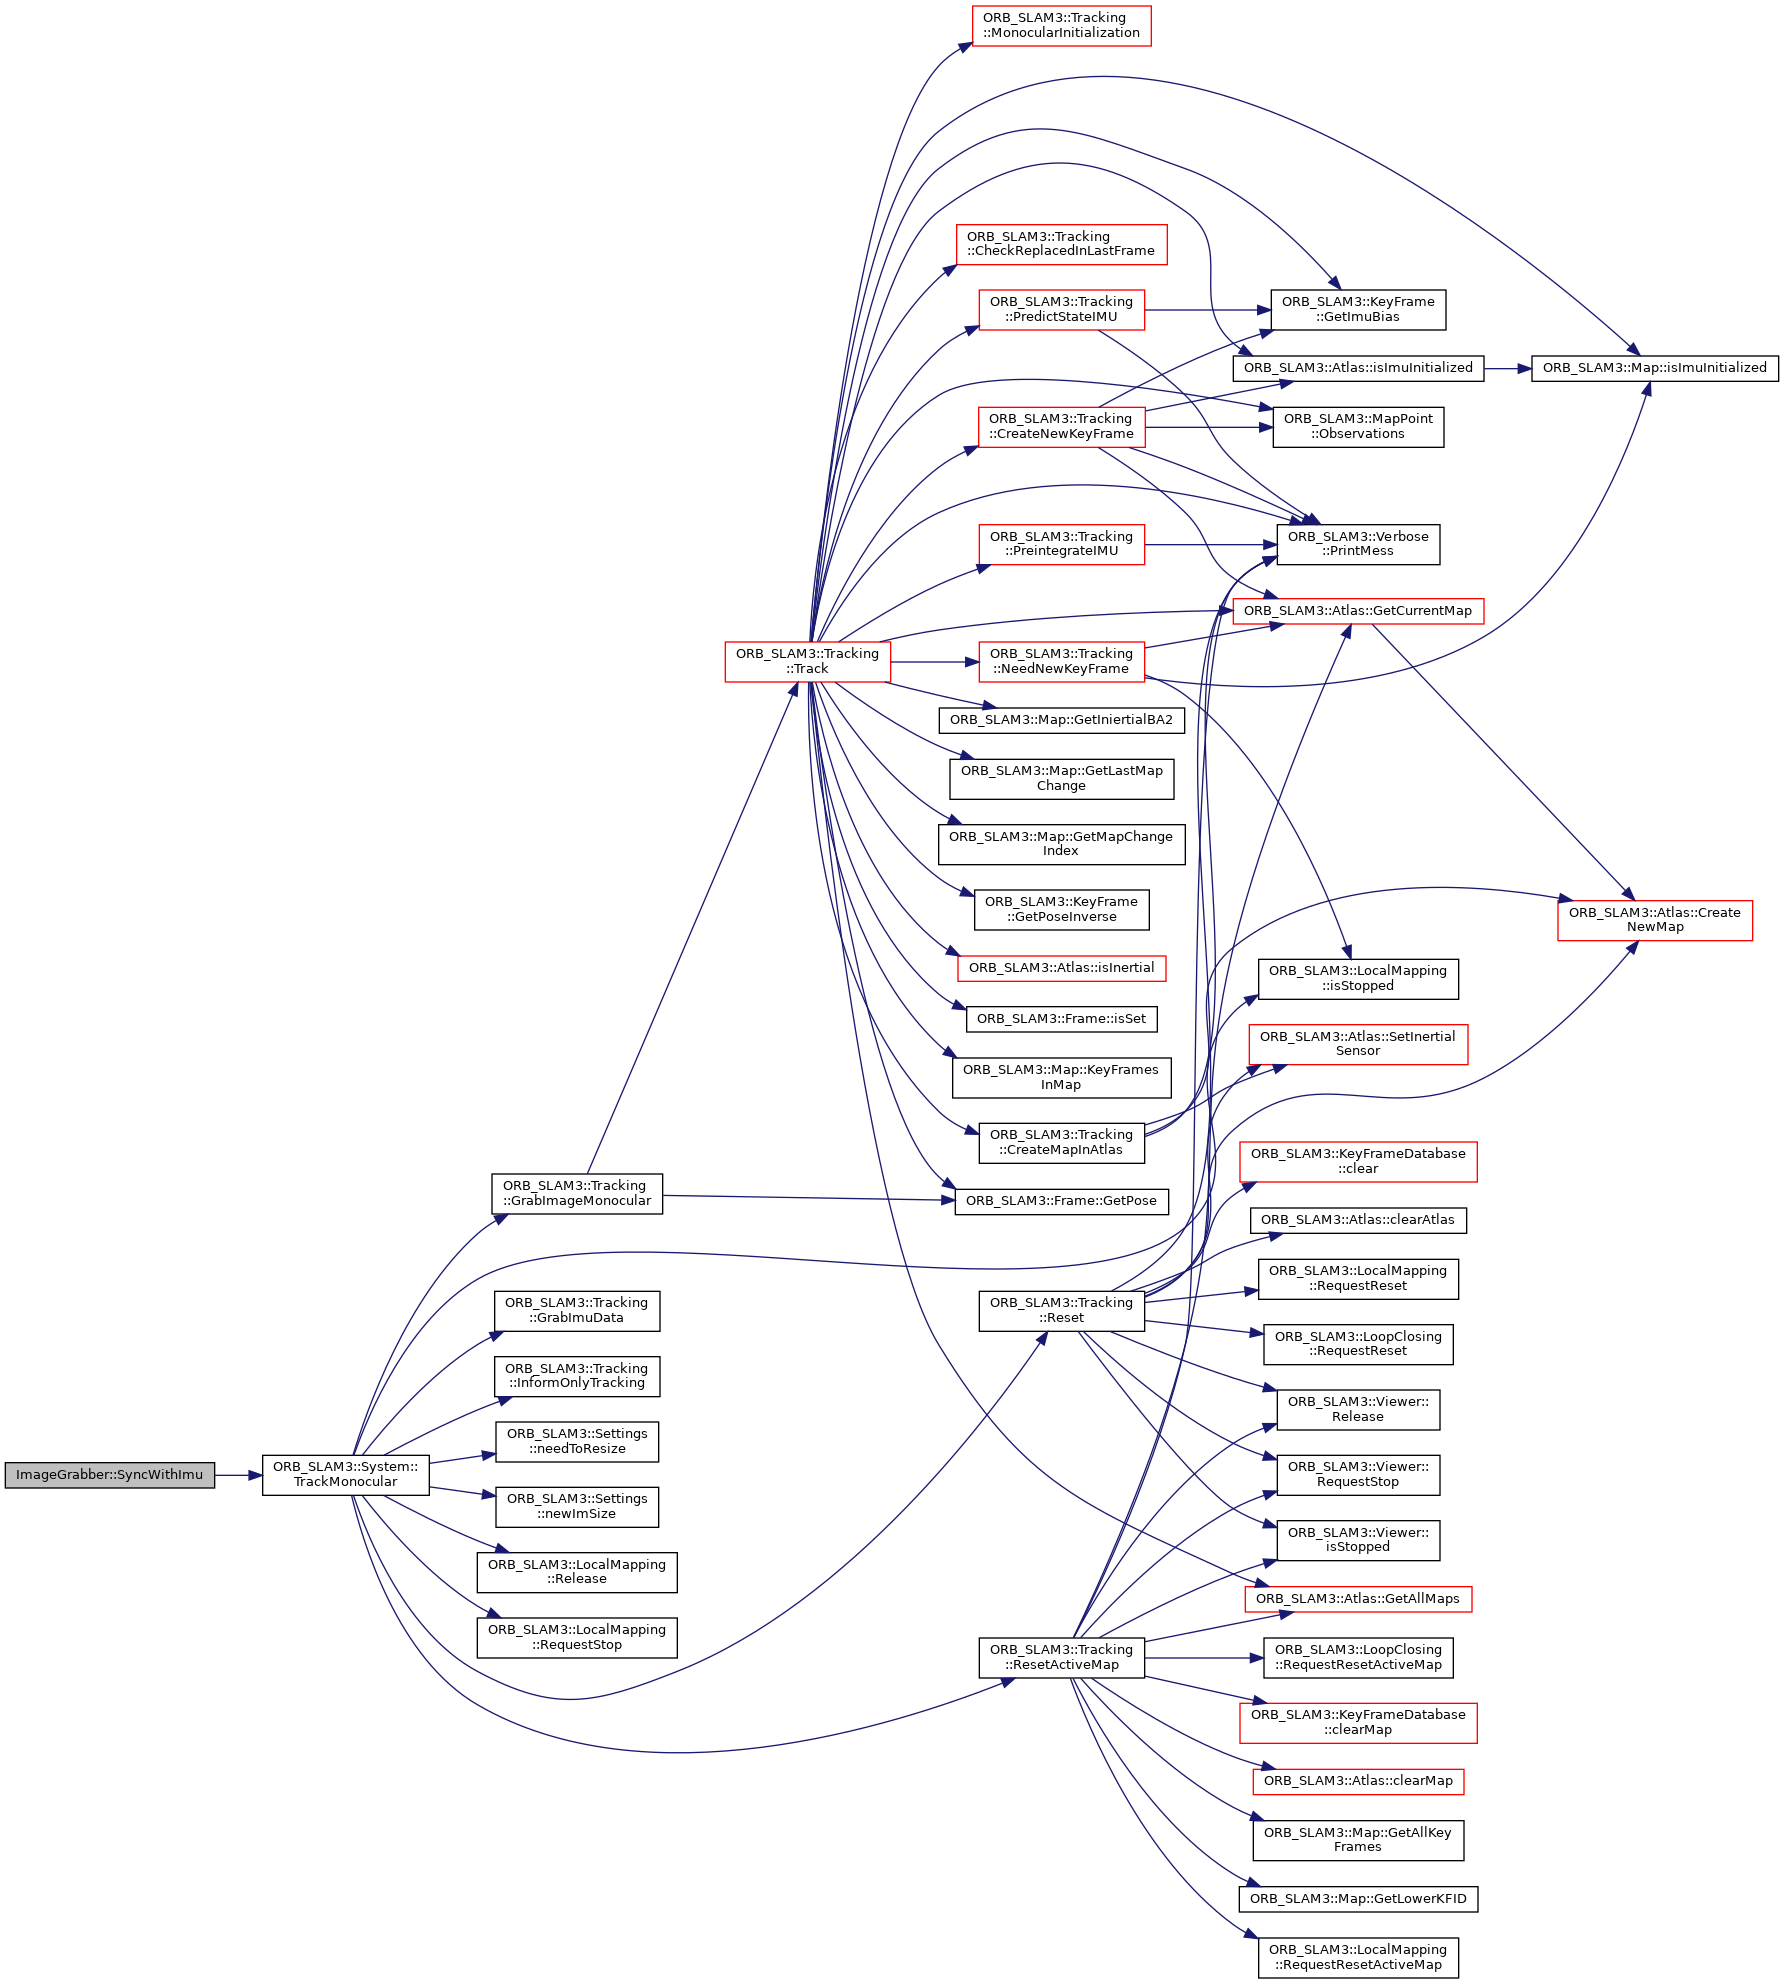 ImageGrabber::SyncWithImu
ORB_SLAM3::System::
TrackMonocular
ORB_SLAM3::Tracking
::GrabImageMonocular
ORB_SLAM3::Tracking
::GrabImuData
ORB_SLAM3::Tracking
::InformOnlyTracking
ORB_SLAM3::Settings
::needToResize
ORB_SLAM3::Settings
::newImSize
ORB_SLAM3::LocalMapping
::Release
ORB_SLAM3::LocalMapping
::RequestStop
ORB_SLAM3::Tracking
::Track
ORB_SLAM3::Tracking
::MonocularInitialization
ORB_SLAM3::Tracking
::CheckReplacedInLastFrame
ORB_SLAM3::Tracking
::PredictStateIMU
ORB_SLAM3::Tracking
::CreateNewKeyFrame
ORB_SLAM3::Tracking
::PreintegrateIMU
ORB_SLAM3::Tracking
::NeedNewKeyFrame
ORB_SLAM3::Map::GetIniertialBA2
ORB_SLAM3::Map::GetLastMap
Change
ORB_SLAM3::Map::GetMapChange
Index
ORB_SLAM3::KeyFrame
::GetPoseInverse
ORB_SLAM3::Atlas::isInertial
ORB_SLAM3::Frame::isSet
ORB_SLAM3::Map::KeyFrames
InMap
ORB_SLAM3::Tracking
::CreateMapInAtlas
ORB_SLAM3::Frame::GetPose
ORB_SLAM3::Tracking
::Reset
ORB_SLAM3::Tracking
::ResetActiveMap
ORB_SLAM3::KeyFrame
::GetImuBias
ORB_SLAM3::Atlas::isImuInitialized
ORB_SLAM3::MapPoint
::Observations
ORB_SLAM3::Verbose
::PrintMess
ORB_SLAM3::Atlas::GetCurrentMap
ORB_SLAM3::LocalMapping
::isStopped
ORB_SLAM3::Atlas::SetInertial
Sensor
ORB_SLAM3::KeyFrameDatabase
::clear
ORB_SLAM3::Atlas::clearAtlas
ORB_SLAM3::LocalMapping
::RequestReset
ORB_SLAM3::LoopClosing
::RequestReset
ORB_SLAM3::Viewer::
Release
ORB_SLAM3::Viewer::
RequestStop
ORB_SLAM3::Viewer::
isStopped
ORB_SLAM3::Atlas::GetAllMaps
ORB_SLAM3::LoopClosing
::RequestResetActiveMap
ORB_SLAM3::KeyFrameDatabase
::clearMap
ORB_SLAM3::Atlas::clearMap
ORB_SLAM3::Map::GetAllKey
Frames
ORB_SLAM3::Map::GetLowerKFID
ORB_SLAM3::LocalMapping
::RequestResetActiveMap
ORB_SLAM3::Map::isImuInitialized
ORB_SLAM3::Atlas::Create
NewMap